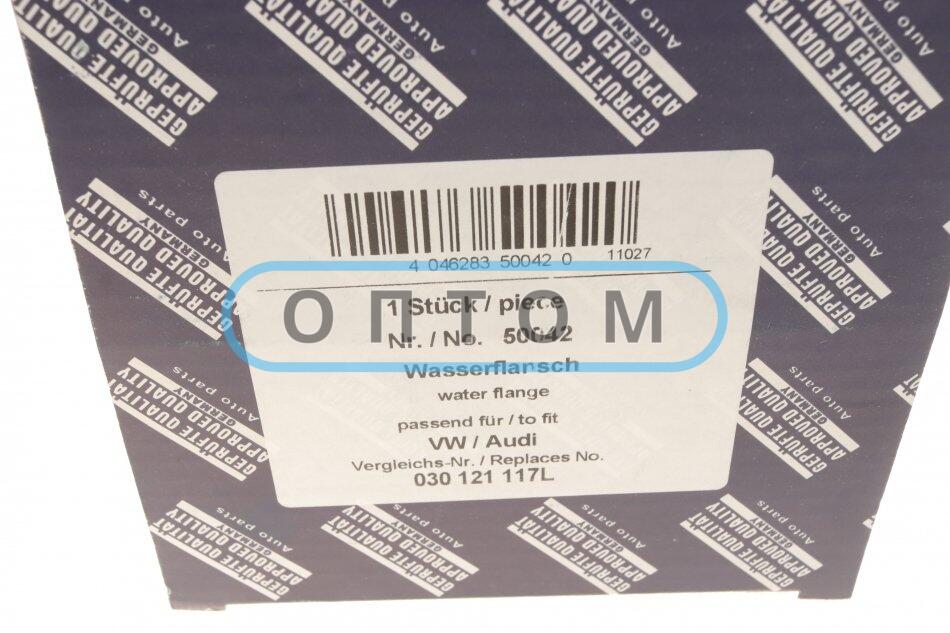 GEPRÜFTE QUALITÄT
APPROVED QUALITY
GERMANY
Auto parts
4 046283 50042 0 11027
1 Stück / piece
Nr. / No. 50042
Wasserflansch
water flange
passend für / to fit
VW / Audi
Vergleichs-Nr. / Replaces No.
030 121 117L
ОПТОМ